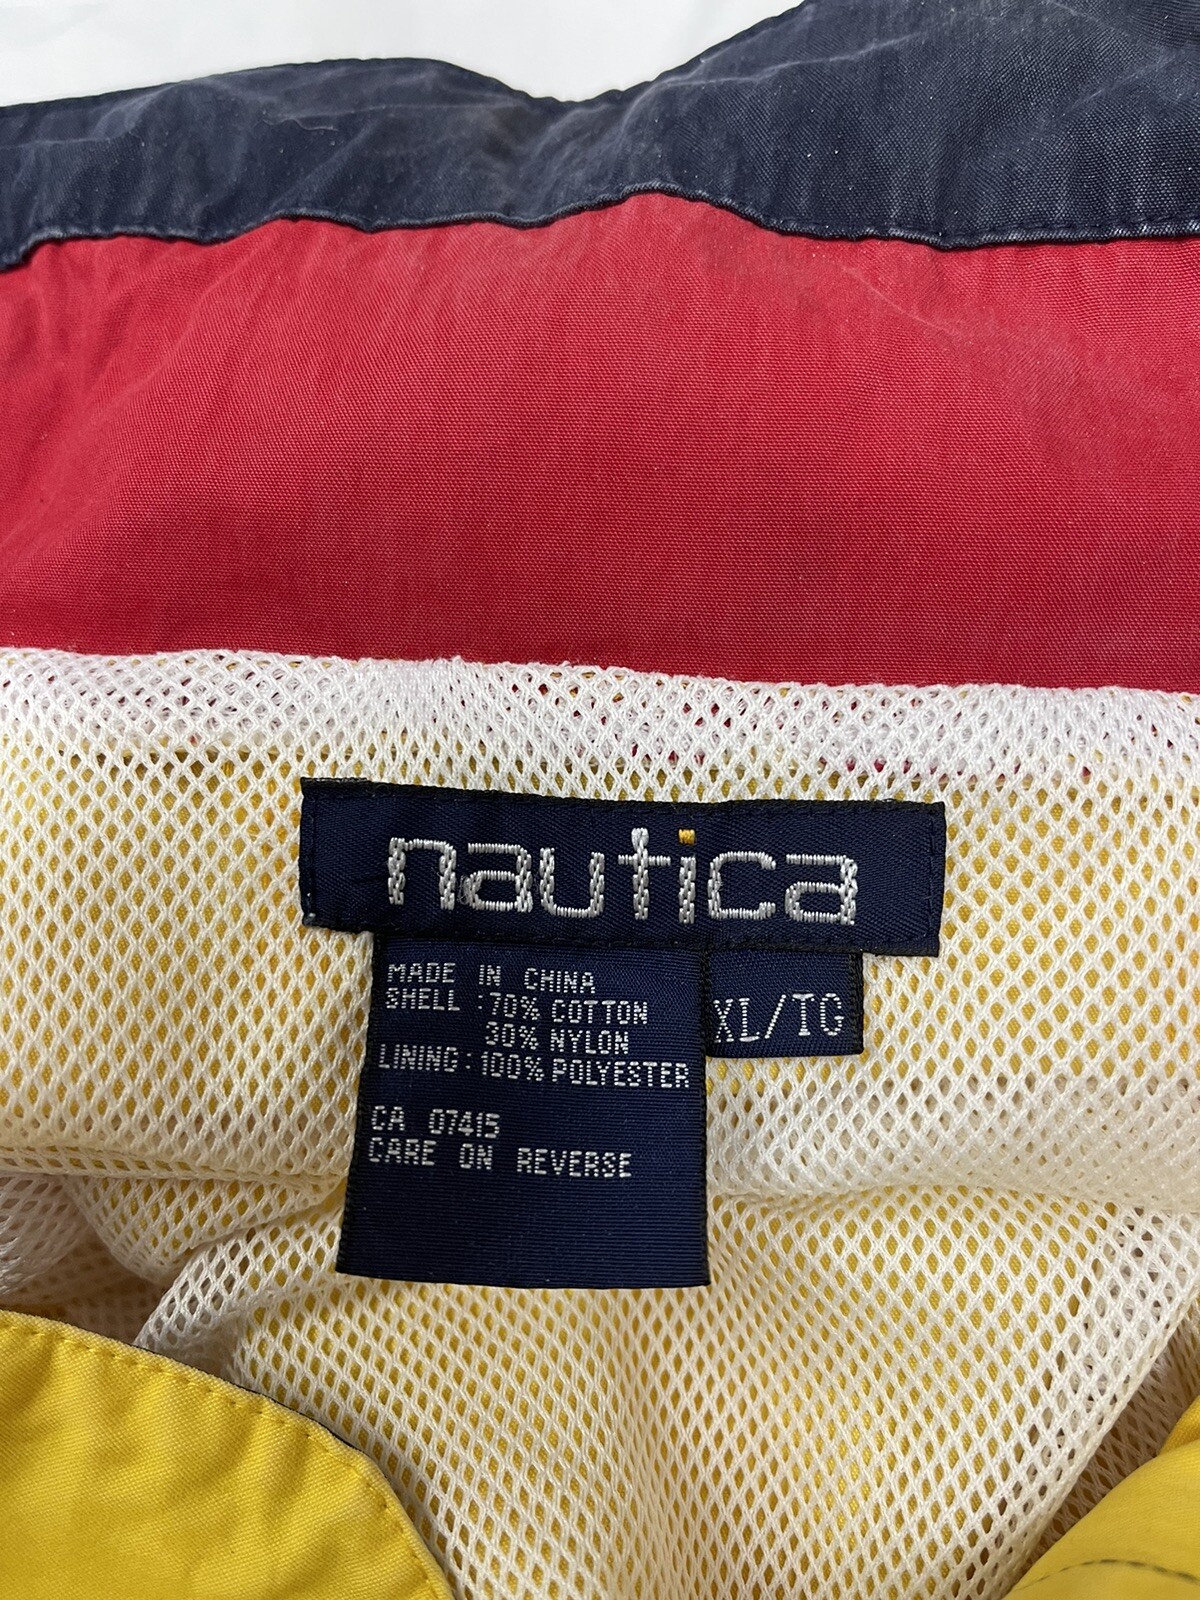 nautica
MADE IN CHINA
SHELL : 70% COTTON
30% NYLON
LINING : 100% POLYESTER
CA 07415
CARE ON REVERSE
XL/TG